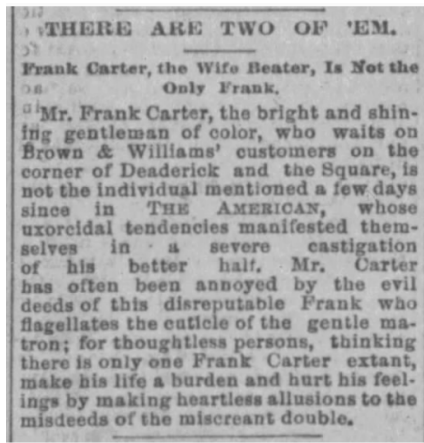 THERE ARE TWO OF 'EM.
Frank Carter, the Wife Beater, Is Not the
Only Frank.
Mr. Frank Carter, the bright and shin-
ing gentleman of color, who waits on
Brown & Williams' customers on the
corner of Deaderick and the Square, is
not the individual mentioned a few days
since in THE AMERICAN, whose
uxorcidal tendencies manifested them-
selves in a severe castigation
of his better half. Mr. Carter
has often been annoyed by the evil
deeds of this disreputable Frank who
flagellates the cuticle of the gentle ma-
tron; for thoughtless persons, thinking
there is only one Frank Carter extant,
make his life a burden and hurt his feel-
ings by making heartless allusions to the
misdeeds of the miscreant double.